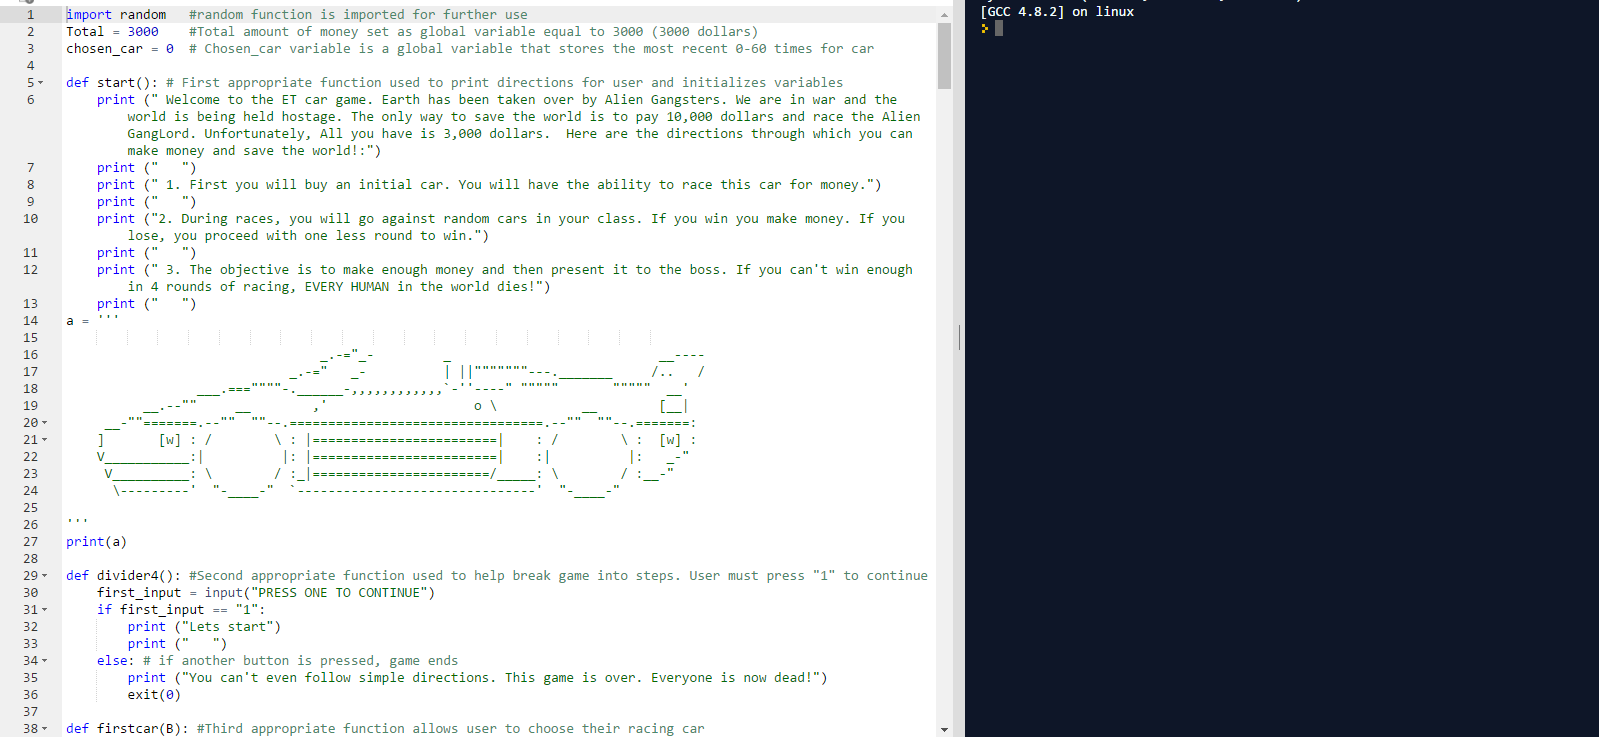 1 import random   #random function is imported for further use
2 Total = 3000    #Total amount of money set as global variable equal to 3000 (3000 dollars)
3 chosen_car = 0  # Chosen_car variable is a global variable that stores the most recent 0-60 times for car
4
5 def start(): # First appropriate function used to print directions for user and initializes variables
6     print (" Welcome to the ET car game. Earth has been taken over by Alien Gangsters. We are in war and the
world is being held hostage. The only way to save the world is to pay 10,000 dollars and race the Alien
GangLord. Unfortunately, All you have is 3,000 dollars.  Here are the directions through which you can
make money and save the world!:")
7     print ("   ")
8     print (" 1. First you will buy an initial car. You will have the ability to race this car for money.")
9     print ("   ")
10     print ("2. During races, you will go against random cars in your class. If you win you make money. If you
lose, you proceed with one less round to win.")
11     print ("   ")
12     print (" 3. The objective is to make enough money and then present it to the boss. If you can't win enough
in 4 rounds of racing, EVERY HUMAN in the world dies!")
13     print ("   ")
14 a = '''
15
16                                  _.-="_-         _                           __----
17                              _.-="   _-          | ||"""""""---._______     /..   /
18                  ___.===""""-.______-,,,,,,,,,,,,`-''----" """""       """""  __'
19           __.--""     __        ,'                   o \           __        [__|
20      __-""=======.--""  ""--.=================================.--""  ""--.=======:
21     ]       [w] : /        \ : |========================|    : /        \ :  [w] :
22     V___________:|          |: |========================|    :|          |:   _-"
23      V__________: \        / :_|=======================/_____: \        / :__-"
24       \---------'  "-____-"  `-------------------------------'  "-____-"
25
26 '''
27 print(a)
28
29 def divider4(): #Second appropriate function used to help break game into steps. User must press "1" to continue
30     first_input = input("PRESS ONE TO CONTINUE")
31     if first_input == "1":
32         print ("Lets start")
33         print ("   ")
34     else: # if another button is pressed, game ends
35         print ("You can't even follow simple directions. This game is over. Everyone is now dead!")
36         exit(0)
37
38 def firstcar(B): #Third appropriate function allows user to choose their racing car
[GCC 4.8.2] on linux